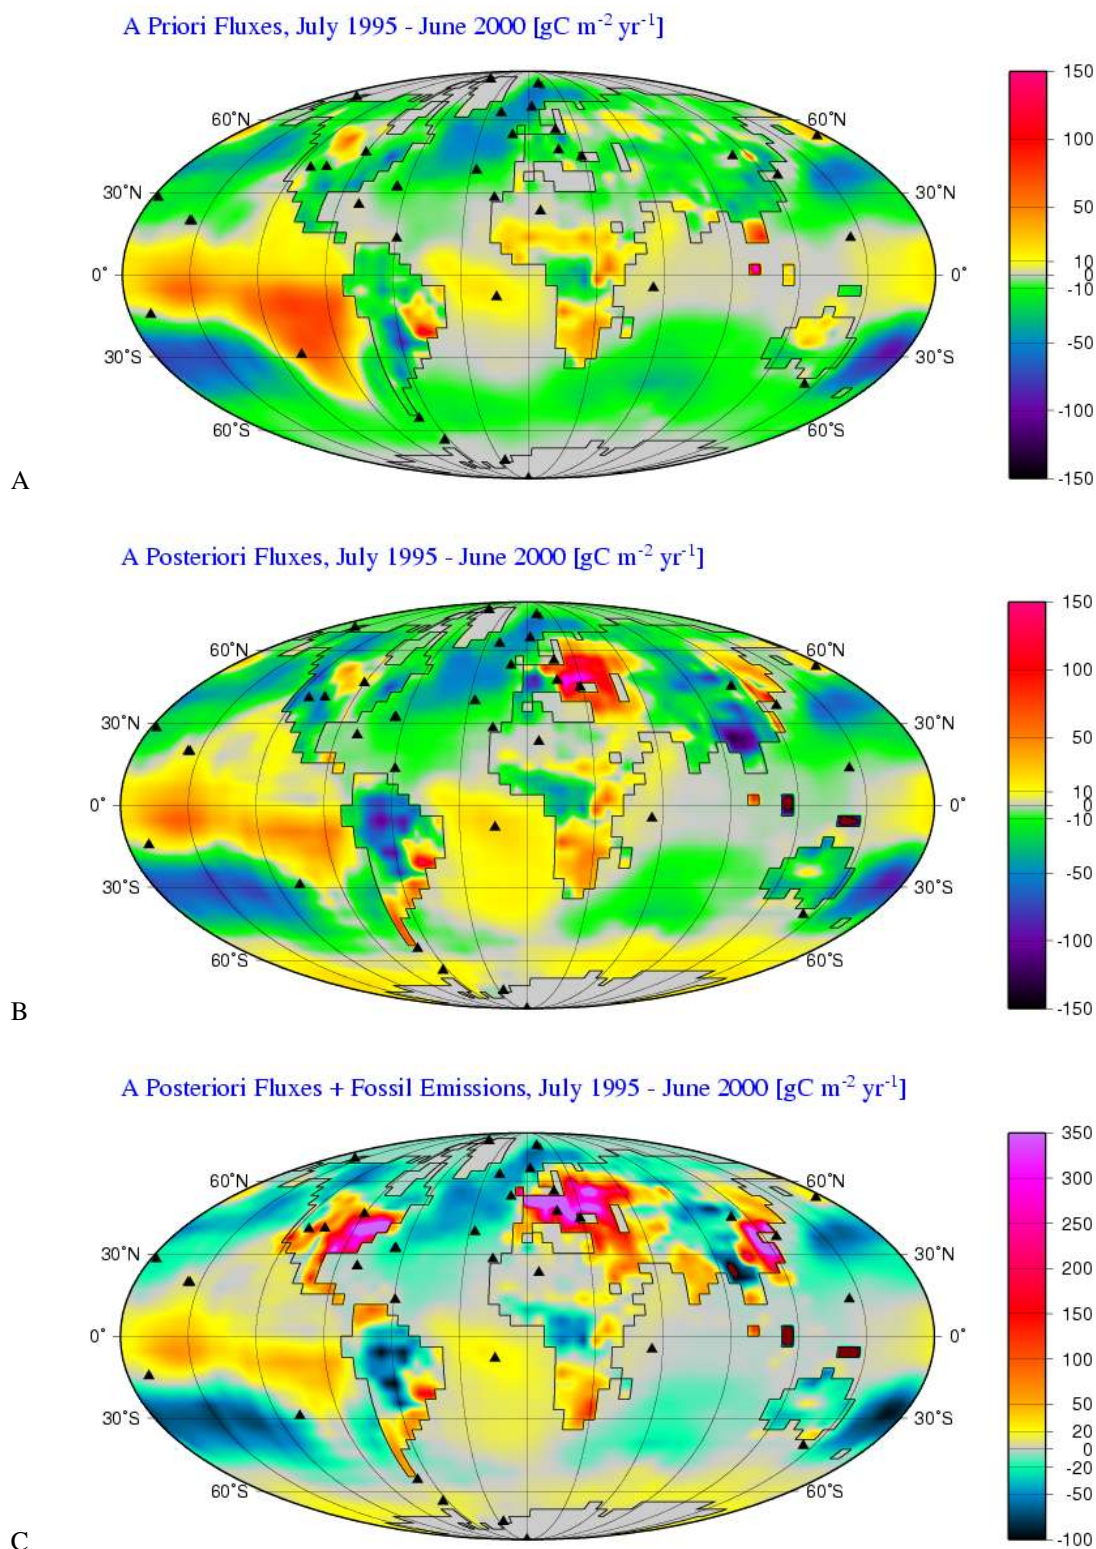 A Priori Fluxes, July 1995 - June 2000 [gC m-2 yr-1]
150
100
50
10
0
-10
-50
-100
-150
60˚N
60˚N
30˚N
30˚N
0˚
0˚
30˚S
30˚S
60˚S
60˚S
A
A Posteriori Fluxes, July 1995 - June 2000 [gC m-2 yr-1]
150
100
50
10
0
-10
-50
-100
-150
60˚N
60˚N
30˚N
30˚N
0˚
0˚
30˚S
30˚S
60˚S
60˚S
B
A Posteriori Fluxes + Fossil Emissions, July 1995 - June 2000 [gC m-2 yr-1]
350
300
250
200
150
100
50
20
0
-20
-50
-100
60˚N
60˚N
30˚N
30˚N
0˚
0˚
30˚S
30˚S
60˚S
60˚S
C